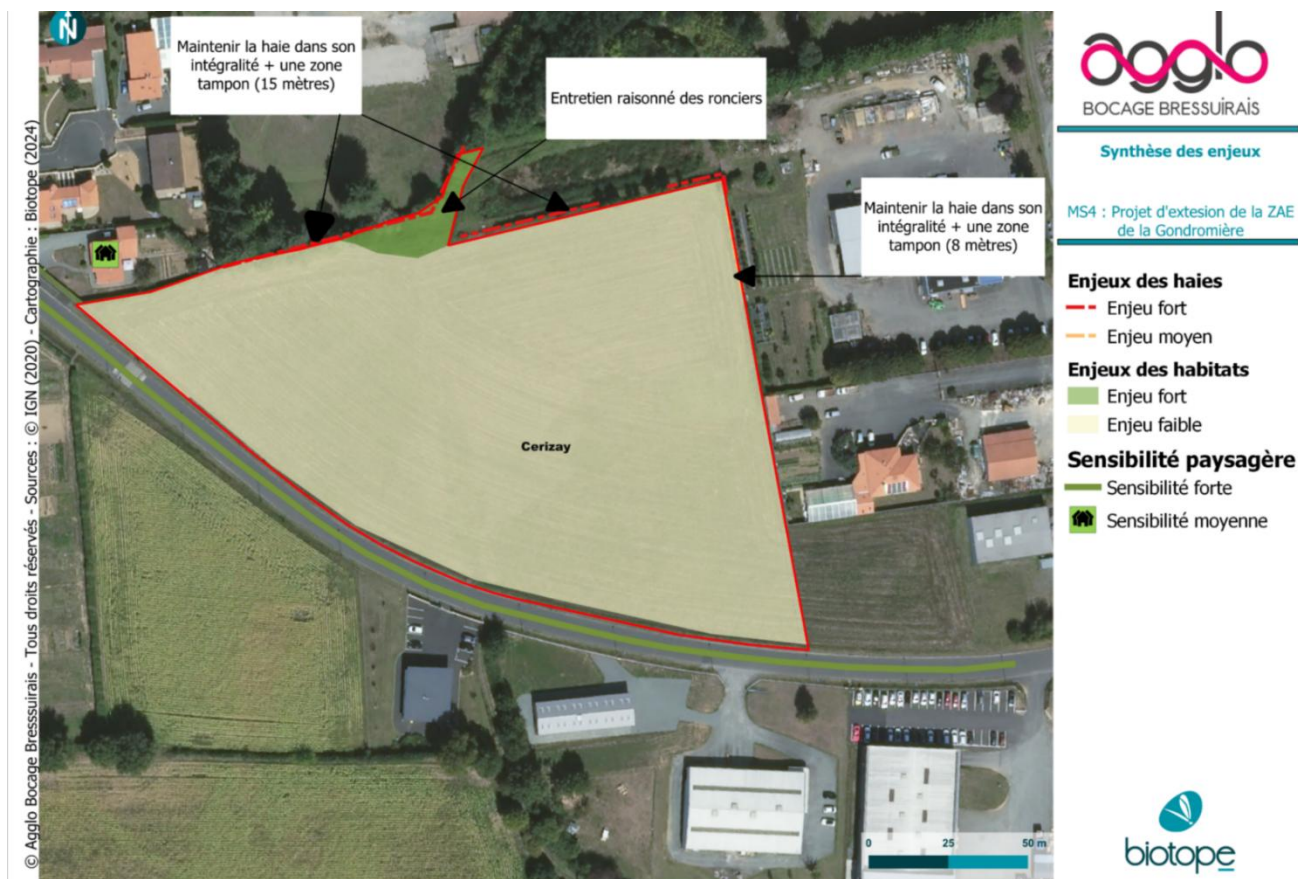 N
Maintenir la haie dans son
intégralité + une zone
tampon (15 mètres)
Entretien raisonné des ronciers
Maintenir la haie dans son
intégralité + une zone
tampon (8 mètres)
Cerizay
0 25 50 m
© Agglo Bocage Bresssuirais - Tous droits réservés - Sources : © IGN (2020) - Cartographie : Biotope (2024)
agglo
BOCAGE BRESSUIRAIS
Synthèse des enjeux
MS4 : Projet d'extesion de la ZAE
de la Gondromière
Enjeux des haies
Enjeu fort
Enjeu moyen
Enjeux des habitats
Enjeu fort
Enjeu faible
Sensibilité paysagère
Sensibilité forte
Sensibilité moyenne
biotope